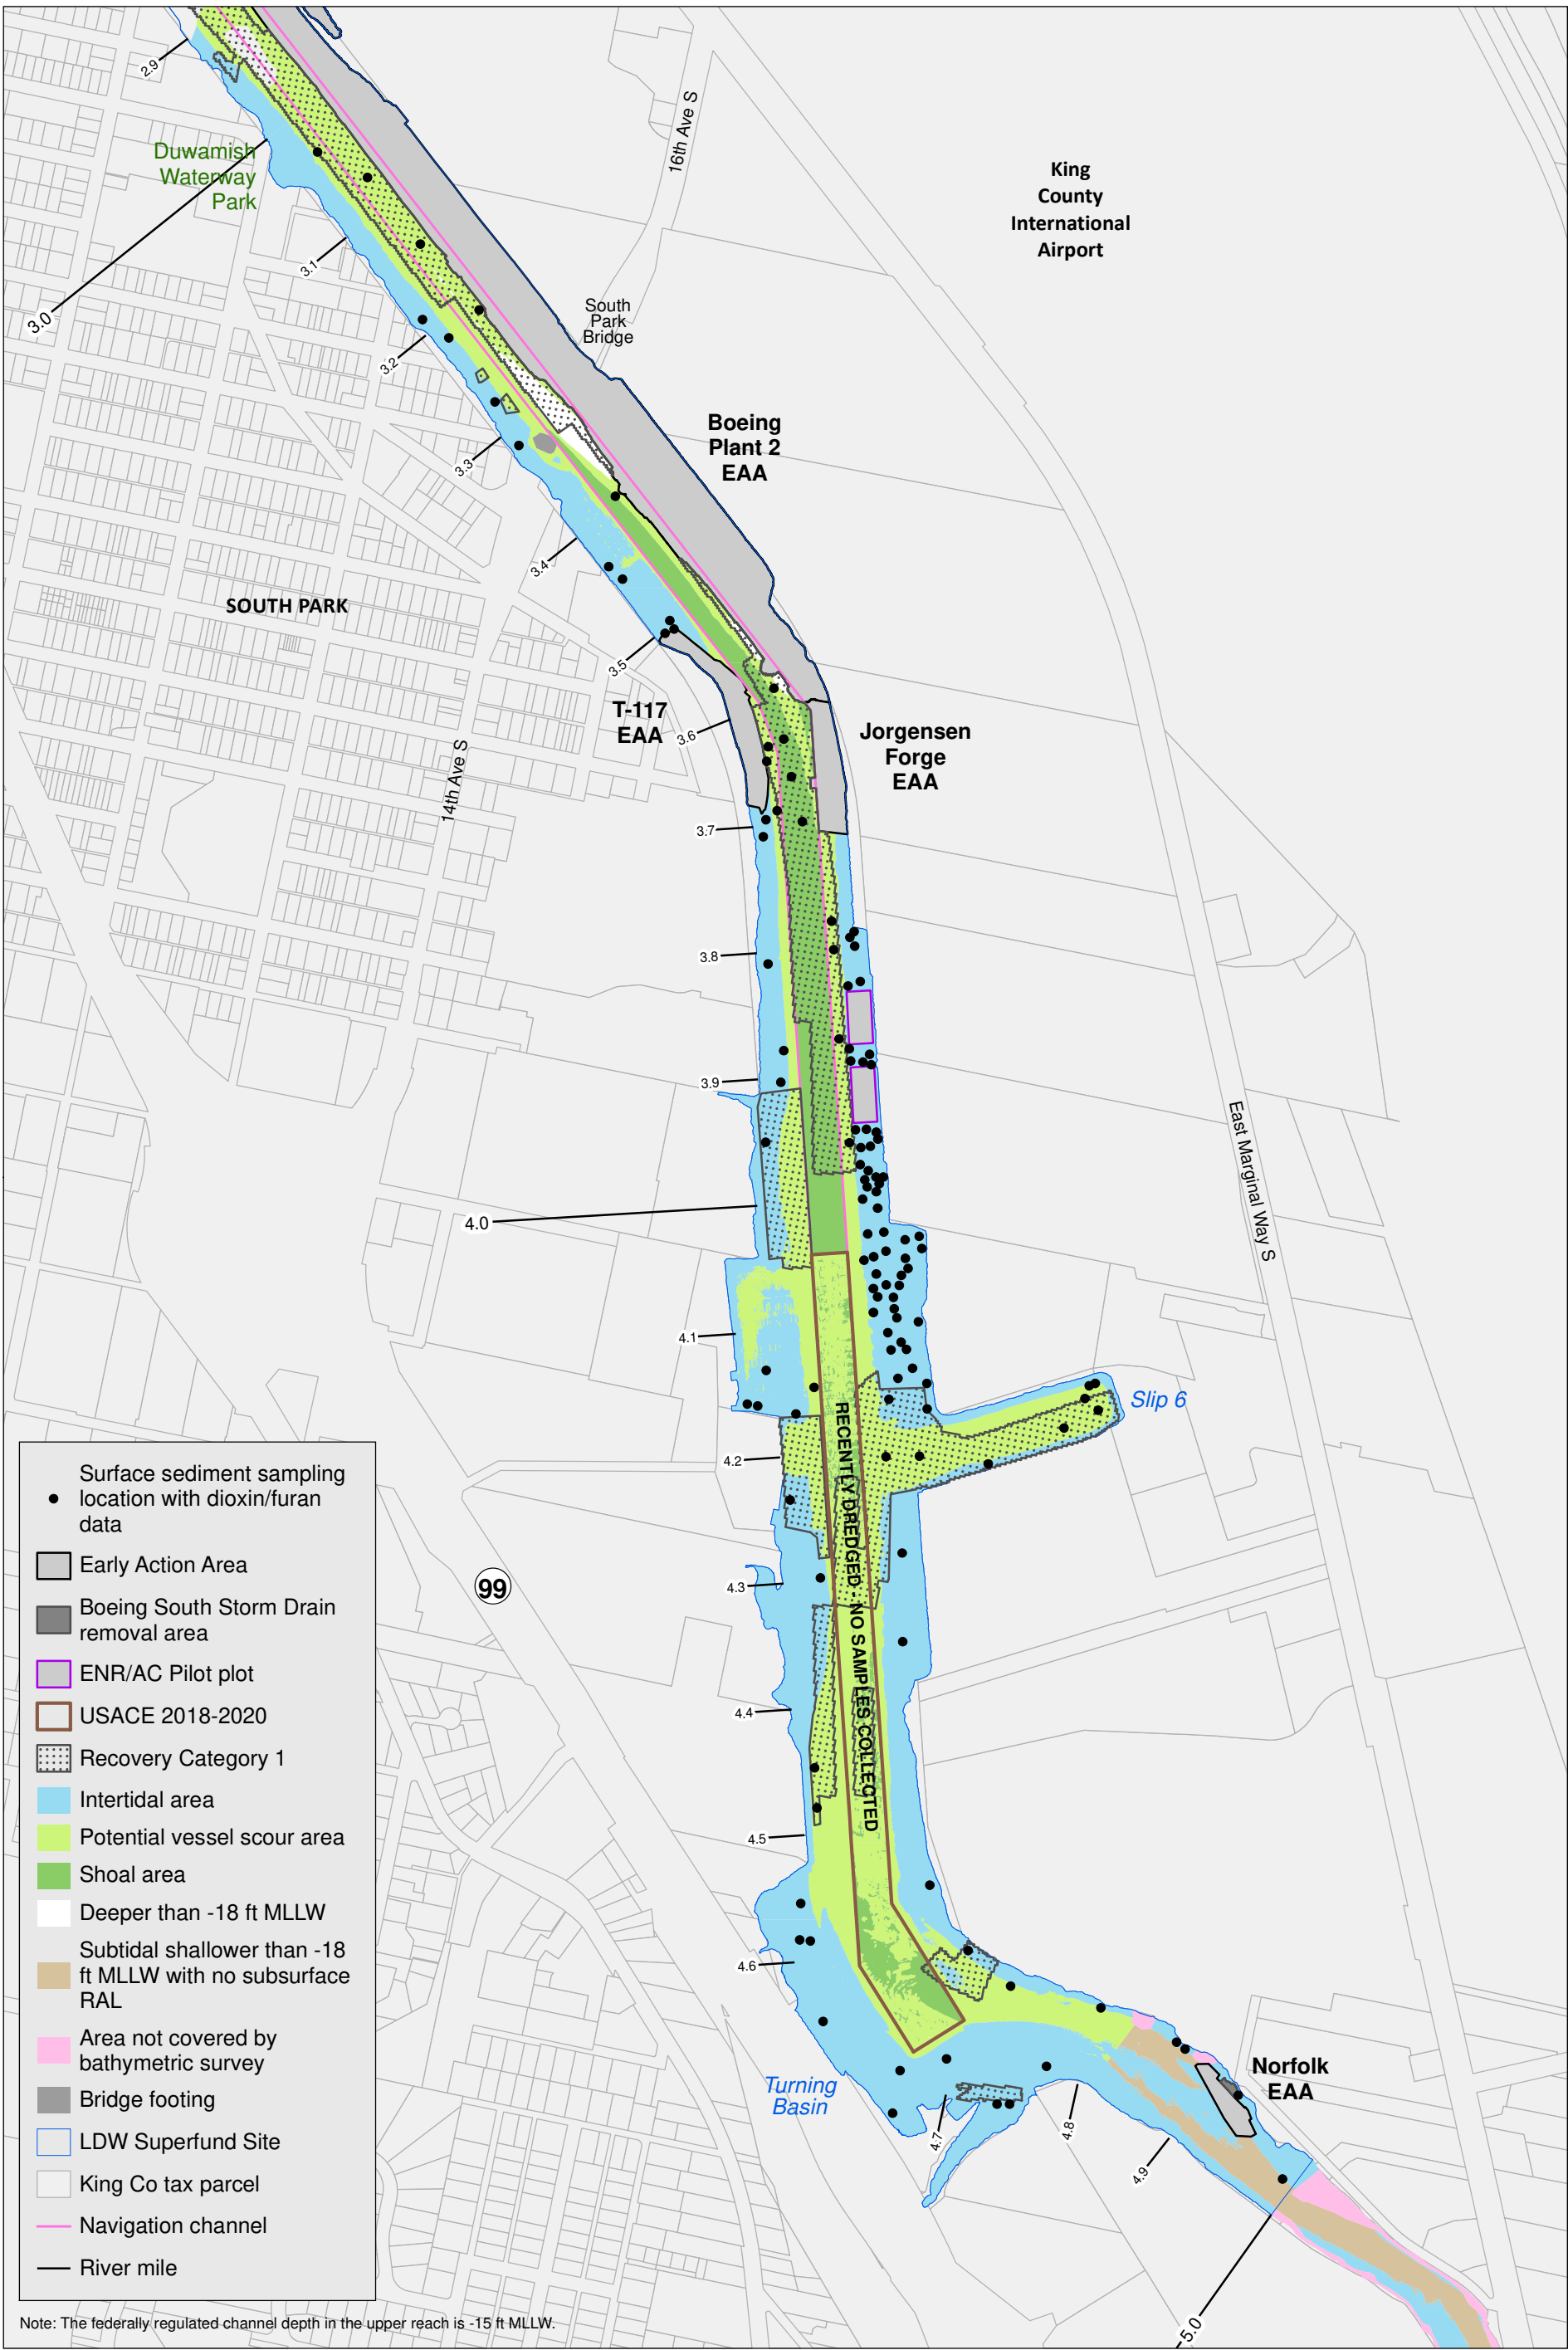 2.9
Duwamish
Waterway
Park
16th Ave S
King
County
International
Airport
3.1
3.0
South
Park
Bridge
3.2
Boeing
Plant 2
EAA
3.3
3.4
SOUTH PARK
3.5
T-117
EAA
3.6
Jorgensen
Forge
EAA
14th Ave S
3.7
3.8
3.9
East Marginal Way S
4.0
4.1
Slip 6
RECENTLY DREDGED - NO SAMPLES COLLECTED
4.2
99
4.3
4.4
4.5
4.6
Turning
Basin
4.7
4.8
4.9
Norfolk
EAA
5.0
Surface sediment sampling
location with dioxin/furan
data
Early Action Area
Boeing South Storm Drain
removal area
ENR/AC Pilot plot
USACE 2018-2020
Recovery Category 1
Intertidal area
Potential vessel scour area
Shoal area
Deeper than -18 ft MLLW
Subtidal shallower than -18
ft MLLW with no subsurface
RAL
Area not covered by
bathymetric survey
Bridge footing
LDW Superfund Site
King Co tax parcel
Navigation channel
River mile
Note: The federally regulated channel depth in the upper reach is -15 ft MLLW.